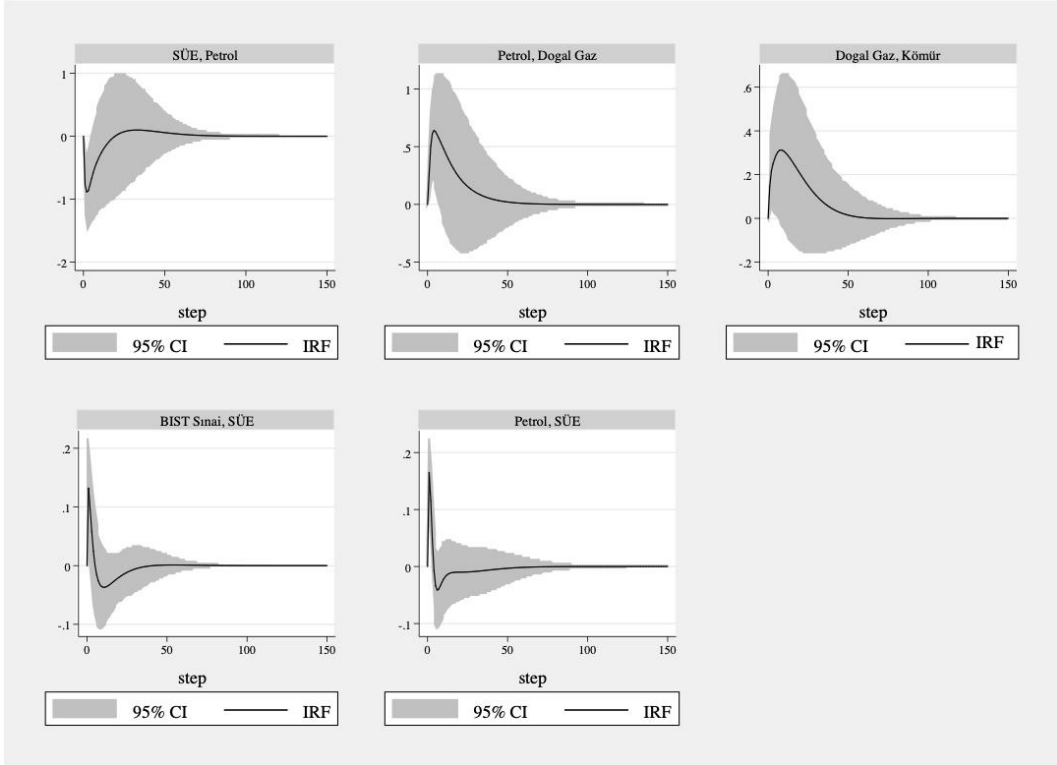 SÜE, Petrol
1
0
-1
-2
0 50 100 150
step
95% CI IRF
Petrol, Dogal Gaz
1
.5
0
-.5
0 50 100 150
step
95% CI IRF
Dogal Gaz, Kömür
.6
.4
.2
0
-.2
0 50 100 150
step
95% CI IRF
BIST Sınai, SÜE
.2
.1
0
-.1
0 50 100 150
step
95% CI IRF
Petrol, SÜE
.2
.1
0
-.1
0 50 100 150
step
95% CI IRF